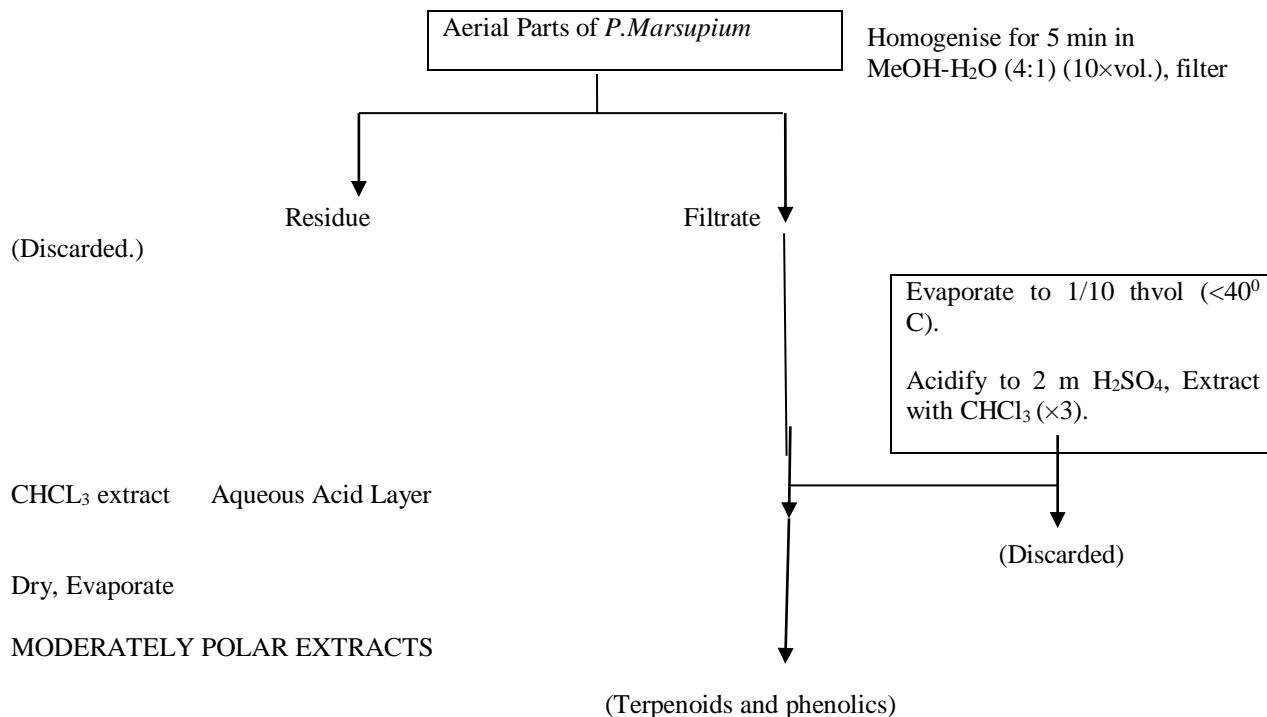 Aerial Parts of P.Marsupium
Homogenise for 5 min in
MeOH-H₂O (4:1) (10×vol.), filter
Residue
Filtrate
(Discarded.)
Evaporate to 1/10 thvol (<40⁰
C).
Acidify to 2 m H₂SO₄, Extract
with CHCl₃ (×3).
CHCL₃ extract Aqueous Acid Layer
(Discarded)
Dry, Evaporate
MODERATELY POLAR EXTRACTS
(Terpenoids and phenolics)